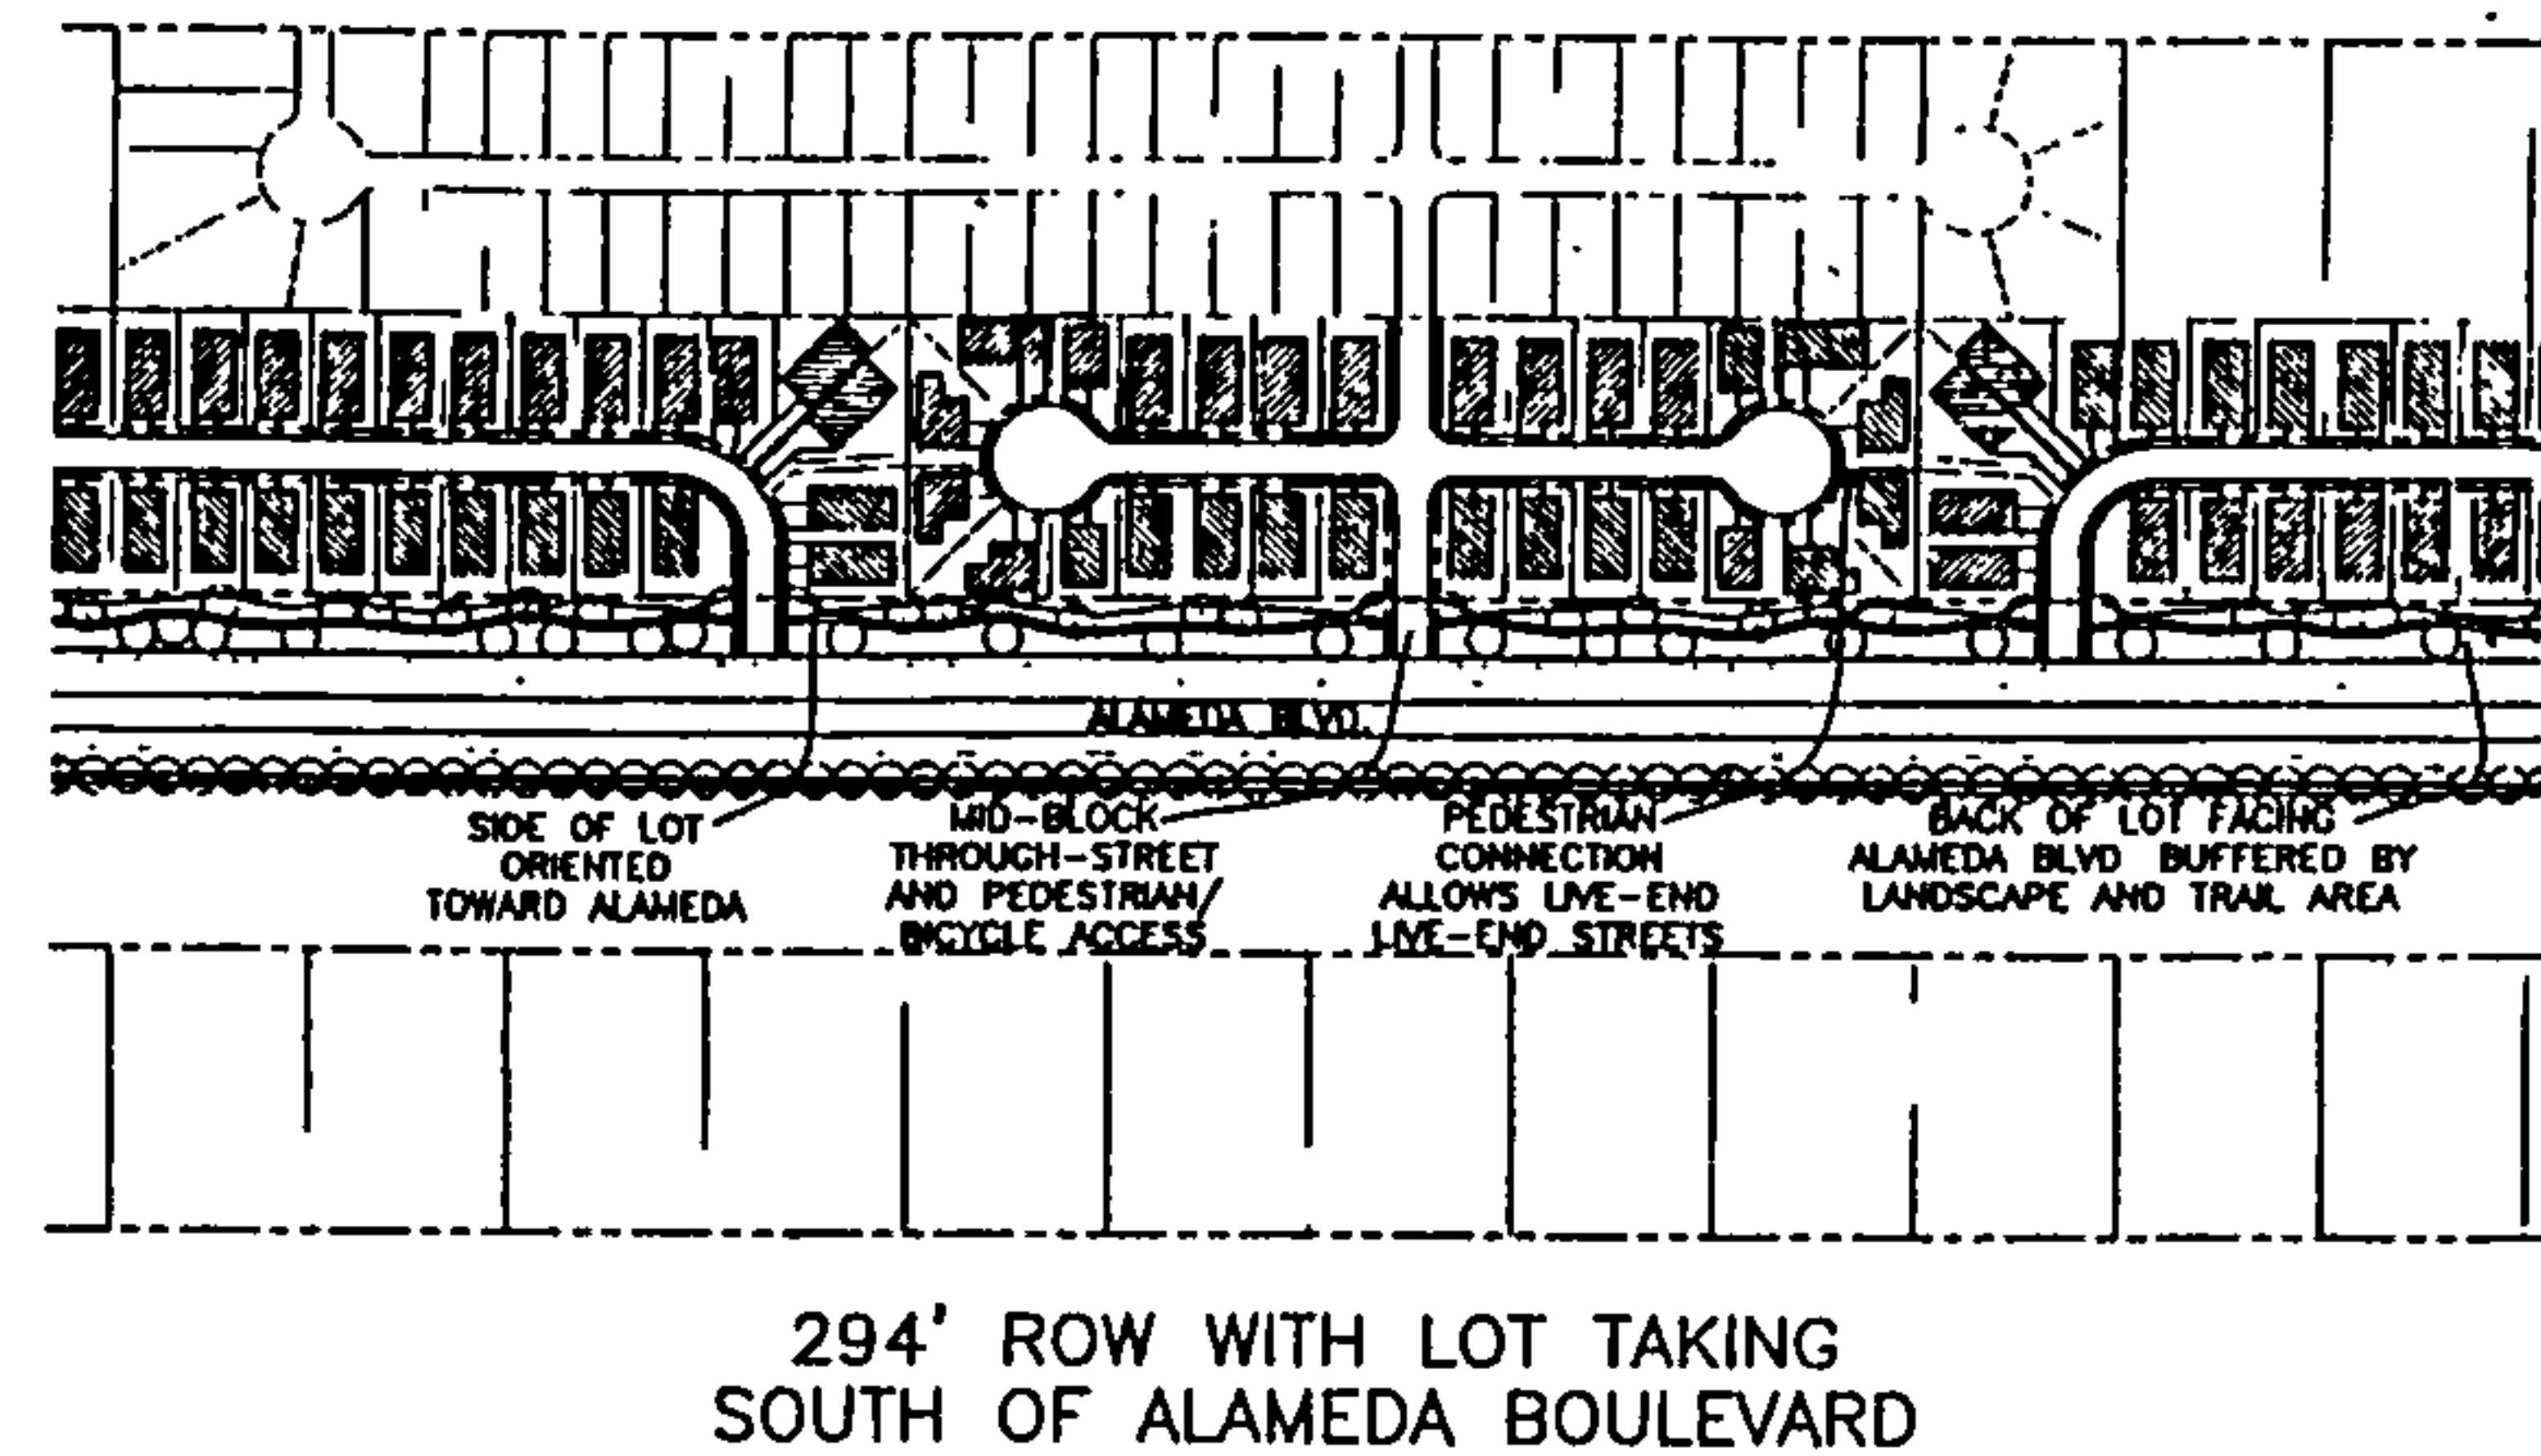 ALAMEDA BLVD.
SIDE OF LOT
ORIENTED
TOWARD ALAMEDA
MID-BLOCK
THROUGH-STREET
AND PEDESTRIAN/
BICYCLE ACCESS
PEDESTRIAN
CONNECTION
ALLOWS LIVE-END
LIVE-END STREETS
BACK OF LOT FACING
ALAMEDA BLVD BUFFERED BY
LANDSCAPE AND TRAIL AREA
294' ROW WITH LOT TAKING
SOUTH OF ALAMEDA BOULEVARD